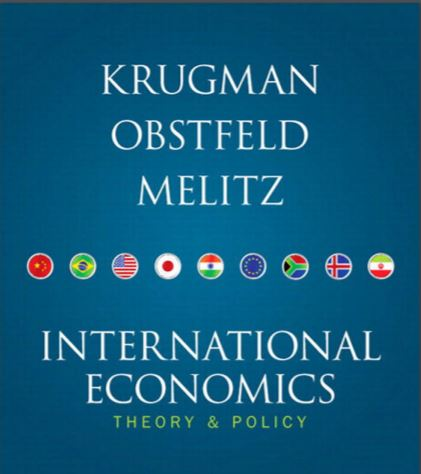 KRUGMAN
OBSTFELD
MELITZ
INTERNATIONAL
ECONOMICS
THEORY & POLICY